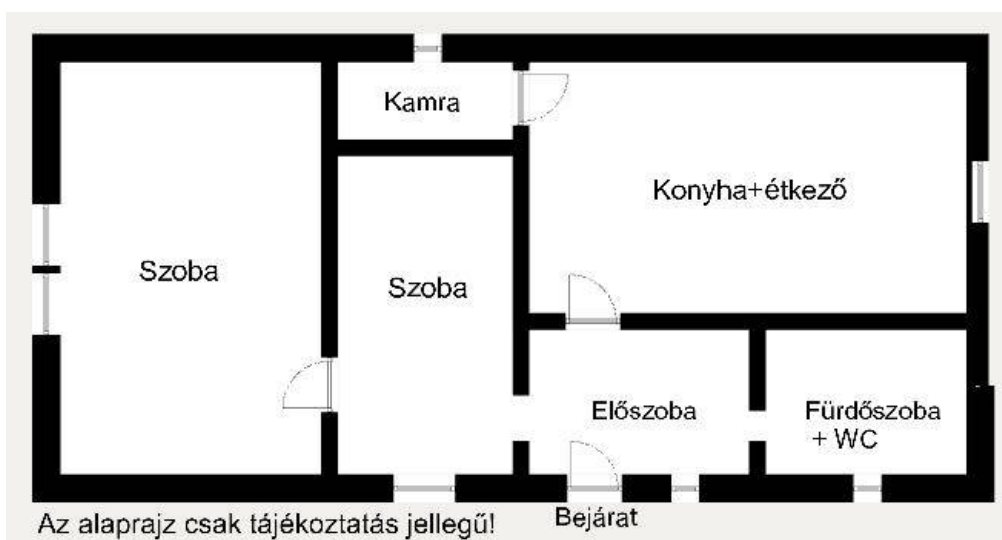 Kamra
Konyha+étkező
Szoba
Szoba
Előszoba
Fürdőszoba
+ WC
Bejárat
Az alaprajz csak tájékoztatás jellegű!